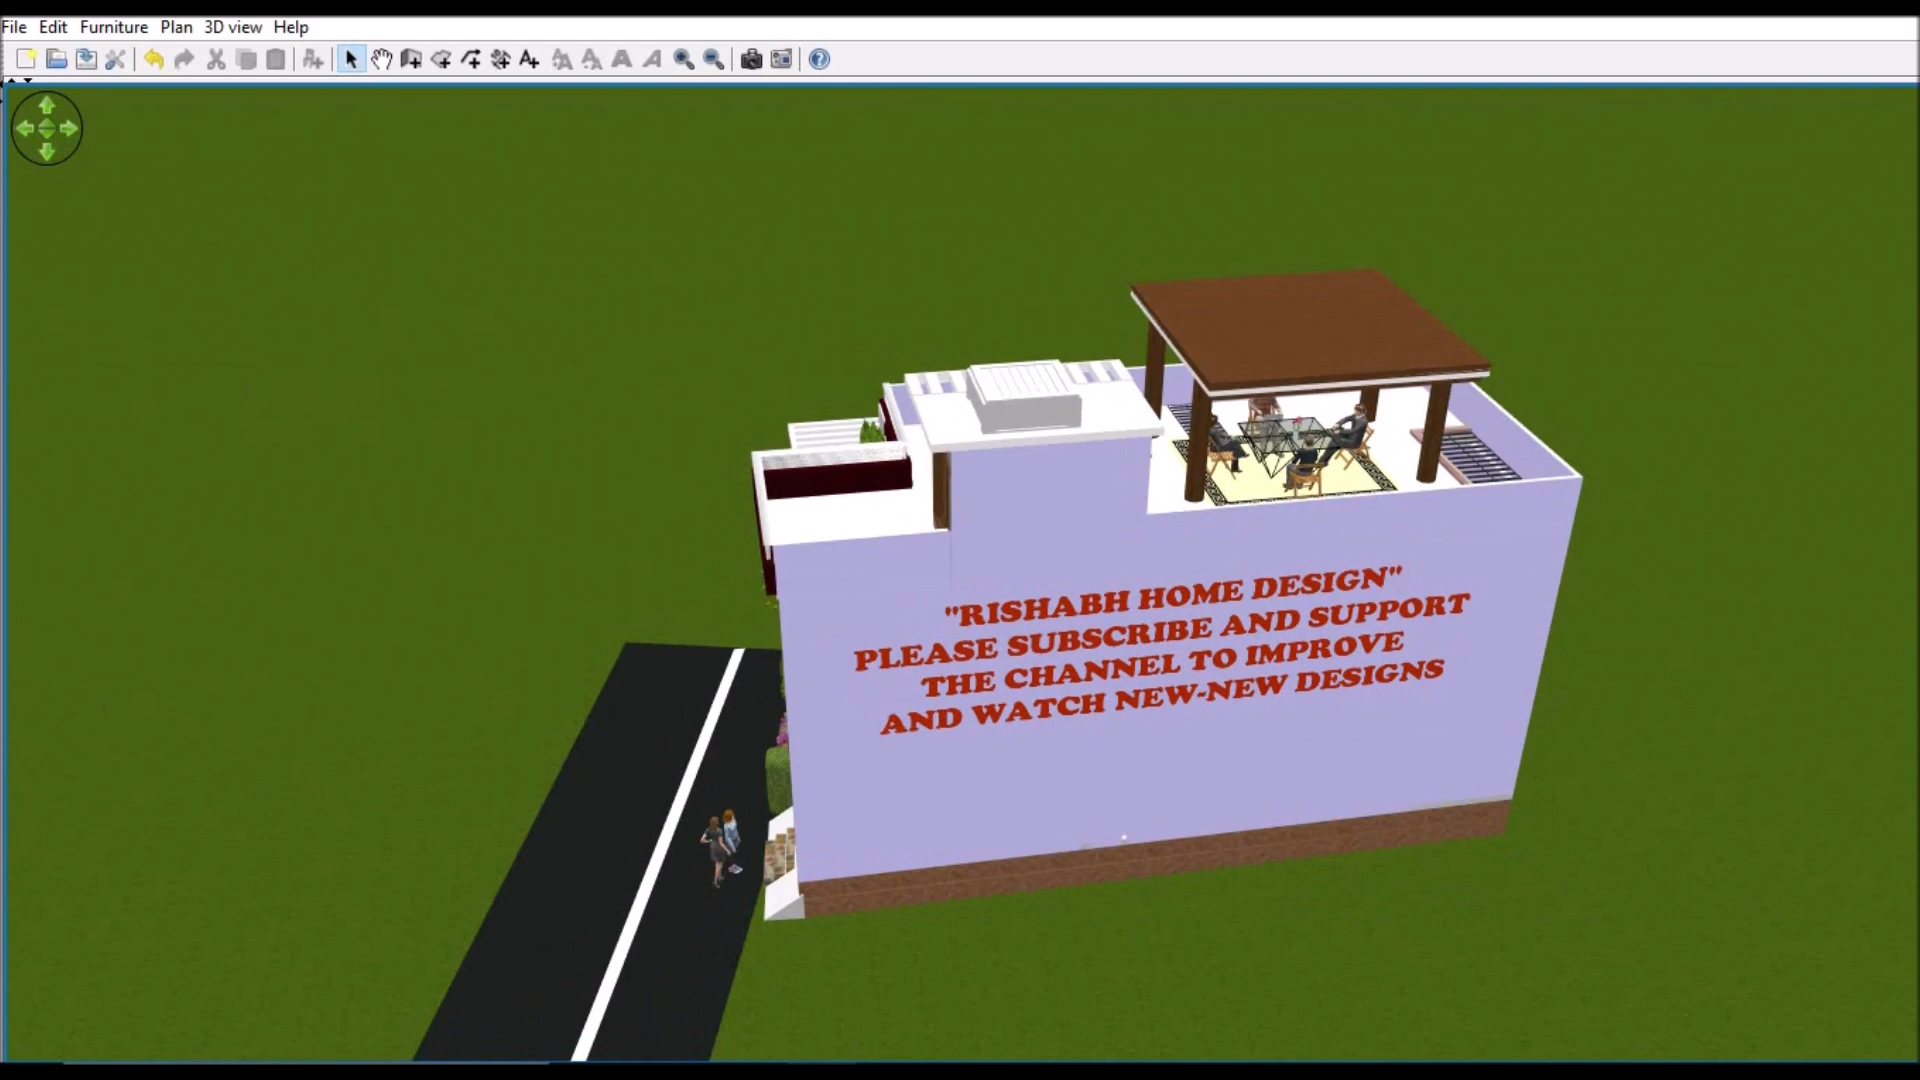 File Edit Furniture Plan 3D view Help
"RISHABH HOME DESIGN"
PLEASE SUBSCRIBE AND SUPPORT
THE CHANNEL TO IMPROVE
AND WATCH NEW-NEW DESIGNS